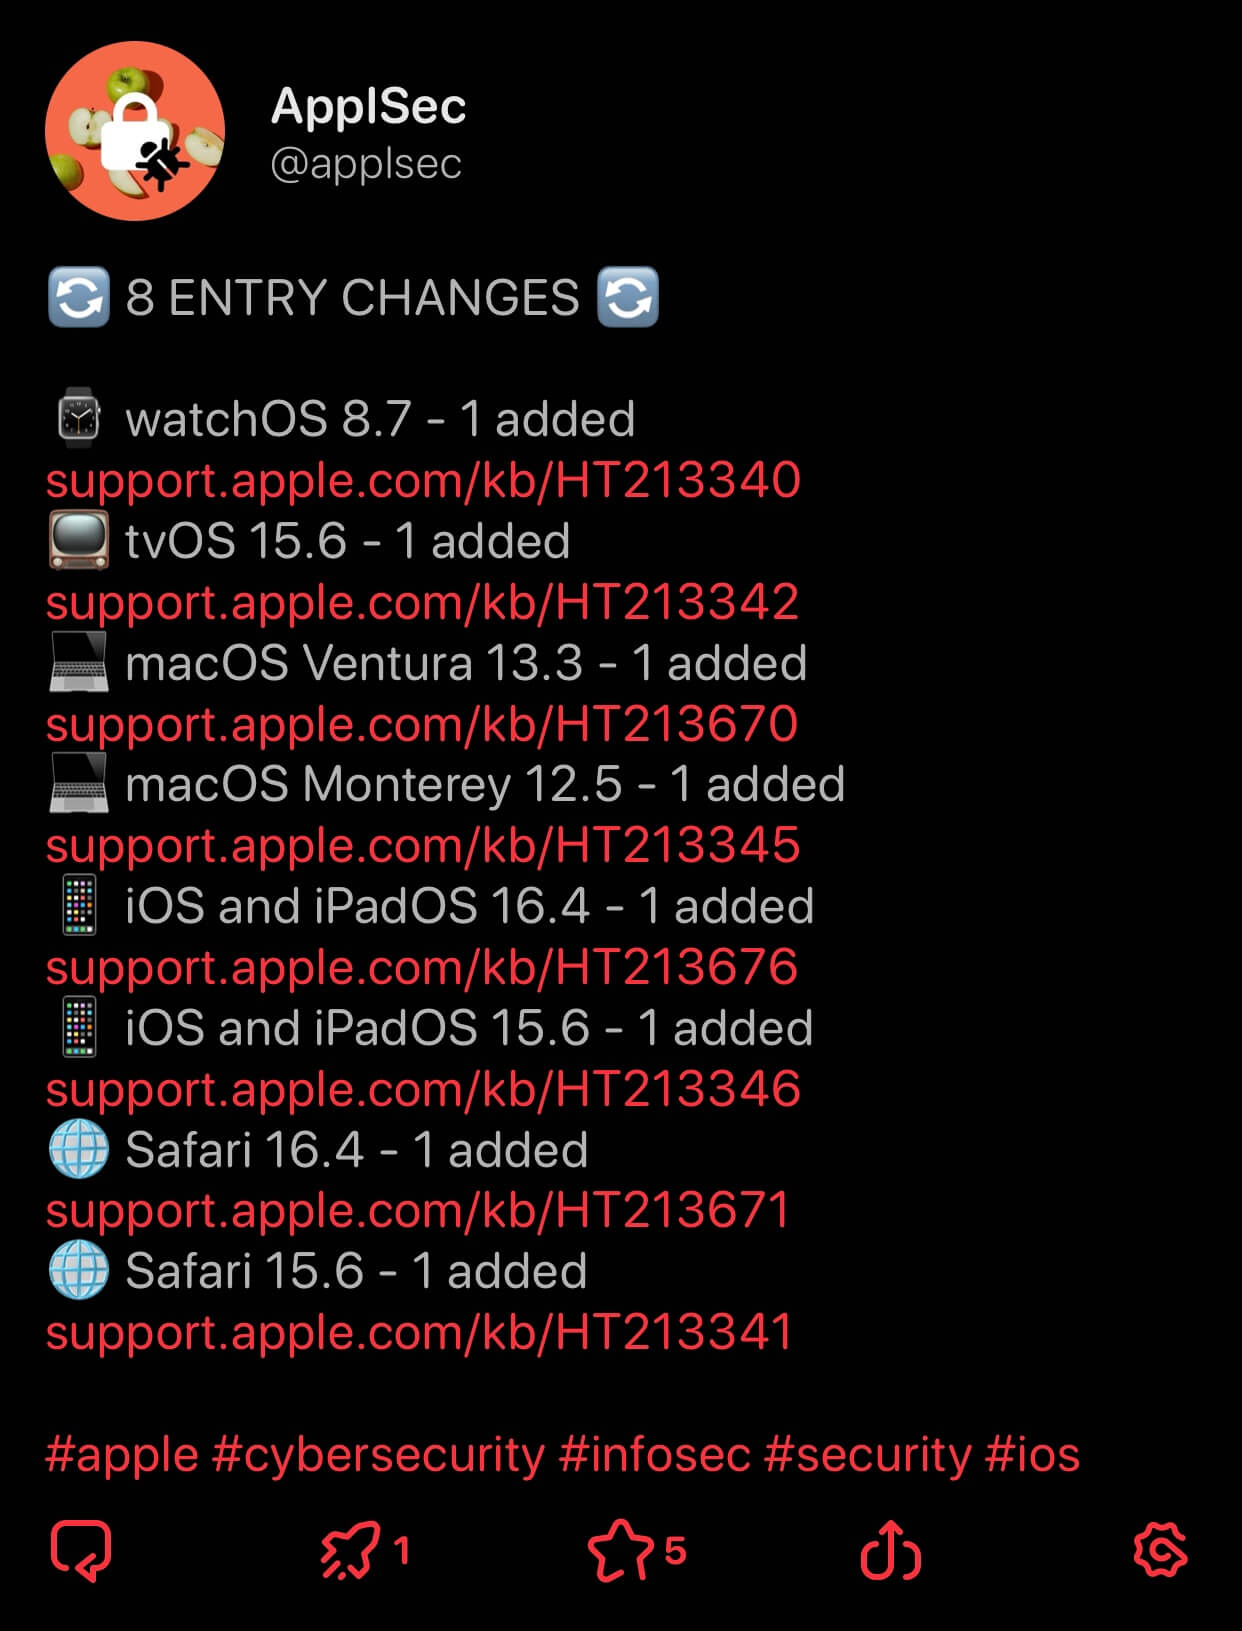 ApplSec
@applsec
🔄 8 ENTRY CHANGES 🔄
⌚ watchOS 8.7 - 1 added
support.apple.com/kb/HT213340
📺 tvOS 15.6 - 1 added
support.apple.com/kb/HT213342
💻 macOS Ventura 13.3 - 1 added
support.apple.com/kb/HT213670
💻 macOS Monterey 12.5 - 1 added
support.apple.com/kb/HT213345
📱 iOS and iPadOS 16.4 - 1 added
support.apple.com/kb/HT213676
📱 iOS and iPadOS 15.6 - 1 added
support.apple.com/kb/HT213346
🌐 Safari 16.4 - 1 added
support.apple.com/kb/HT213671
🌐 Safari 15.6 - 1 added
support.apple.com/kb/HT213341
#apple #cybersecurity #infosec #security #ios
1 5